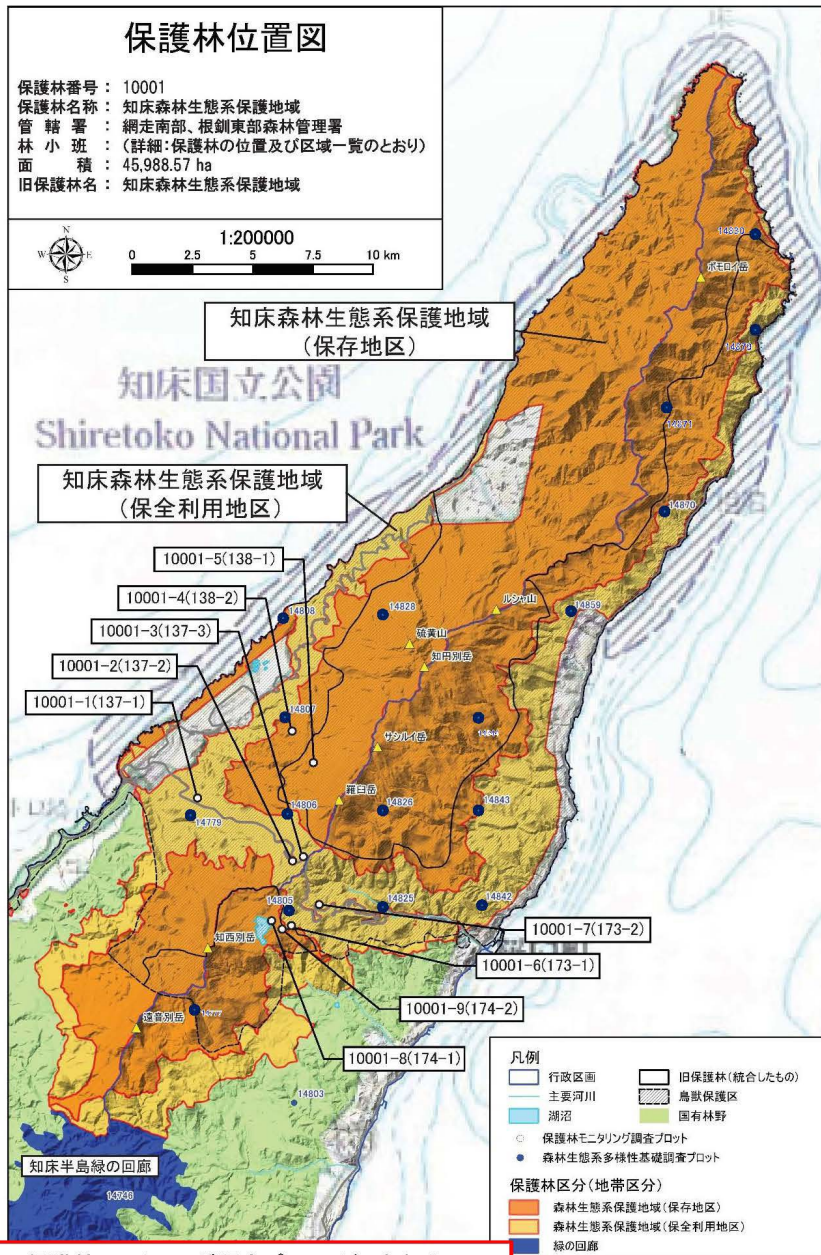 保護林位置図
保護林番号 : 10001
保護林名称 : 知床森林生態系保護地域
管轄署 : 網走南部、根釧東部森林管理署
林小班 : (詳細:保護林の位置及び区域一覧のとおり)
面積 : 45,988.57 ha
旧保護林名 : 知床森林生態系保護地域
N
W E
S
1:200000
0 2.5 5 7.5 10 km
14920
ポモロイ岳
知床森林生態系保護地域
(保存地区)
知床国立公園
Shiretoko National Park
14871
14870
知床森林生態系保護地域
(保全利用地区)
10001-5(138-1)
10001-4(138-2)
10001-3(137-3)
10001-2(137-2)
10001-1(137-1)
14808
14828
ルシャ山
14859
硫黄山
知円別岳
14807
サシルイ岳
羅臼岳
14806
14826
14843
14779
14805
14825
14842
10001-7(173-2)
知西別岳
10001-6(173-1)
10001-9(174-2)
遠音別岳
10001-8(174-1)
14803
知床半島緑の回廊
14748
凡例
行政区画
旧保護林(統合したもの)
主要河川
鳥獣保護区
湖沼
国有林野
保護林モニタリング調査プロット
森林生態系多様性基礎調査プロット
保護林区分(地帯区分)
森林生態系保護地域(保存地区)
森林生態系保護地域(保全利用地区)
緑の回廊